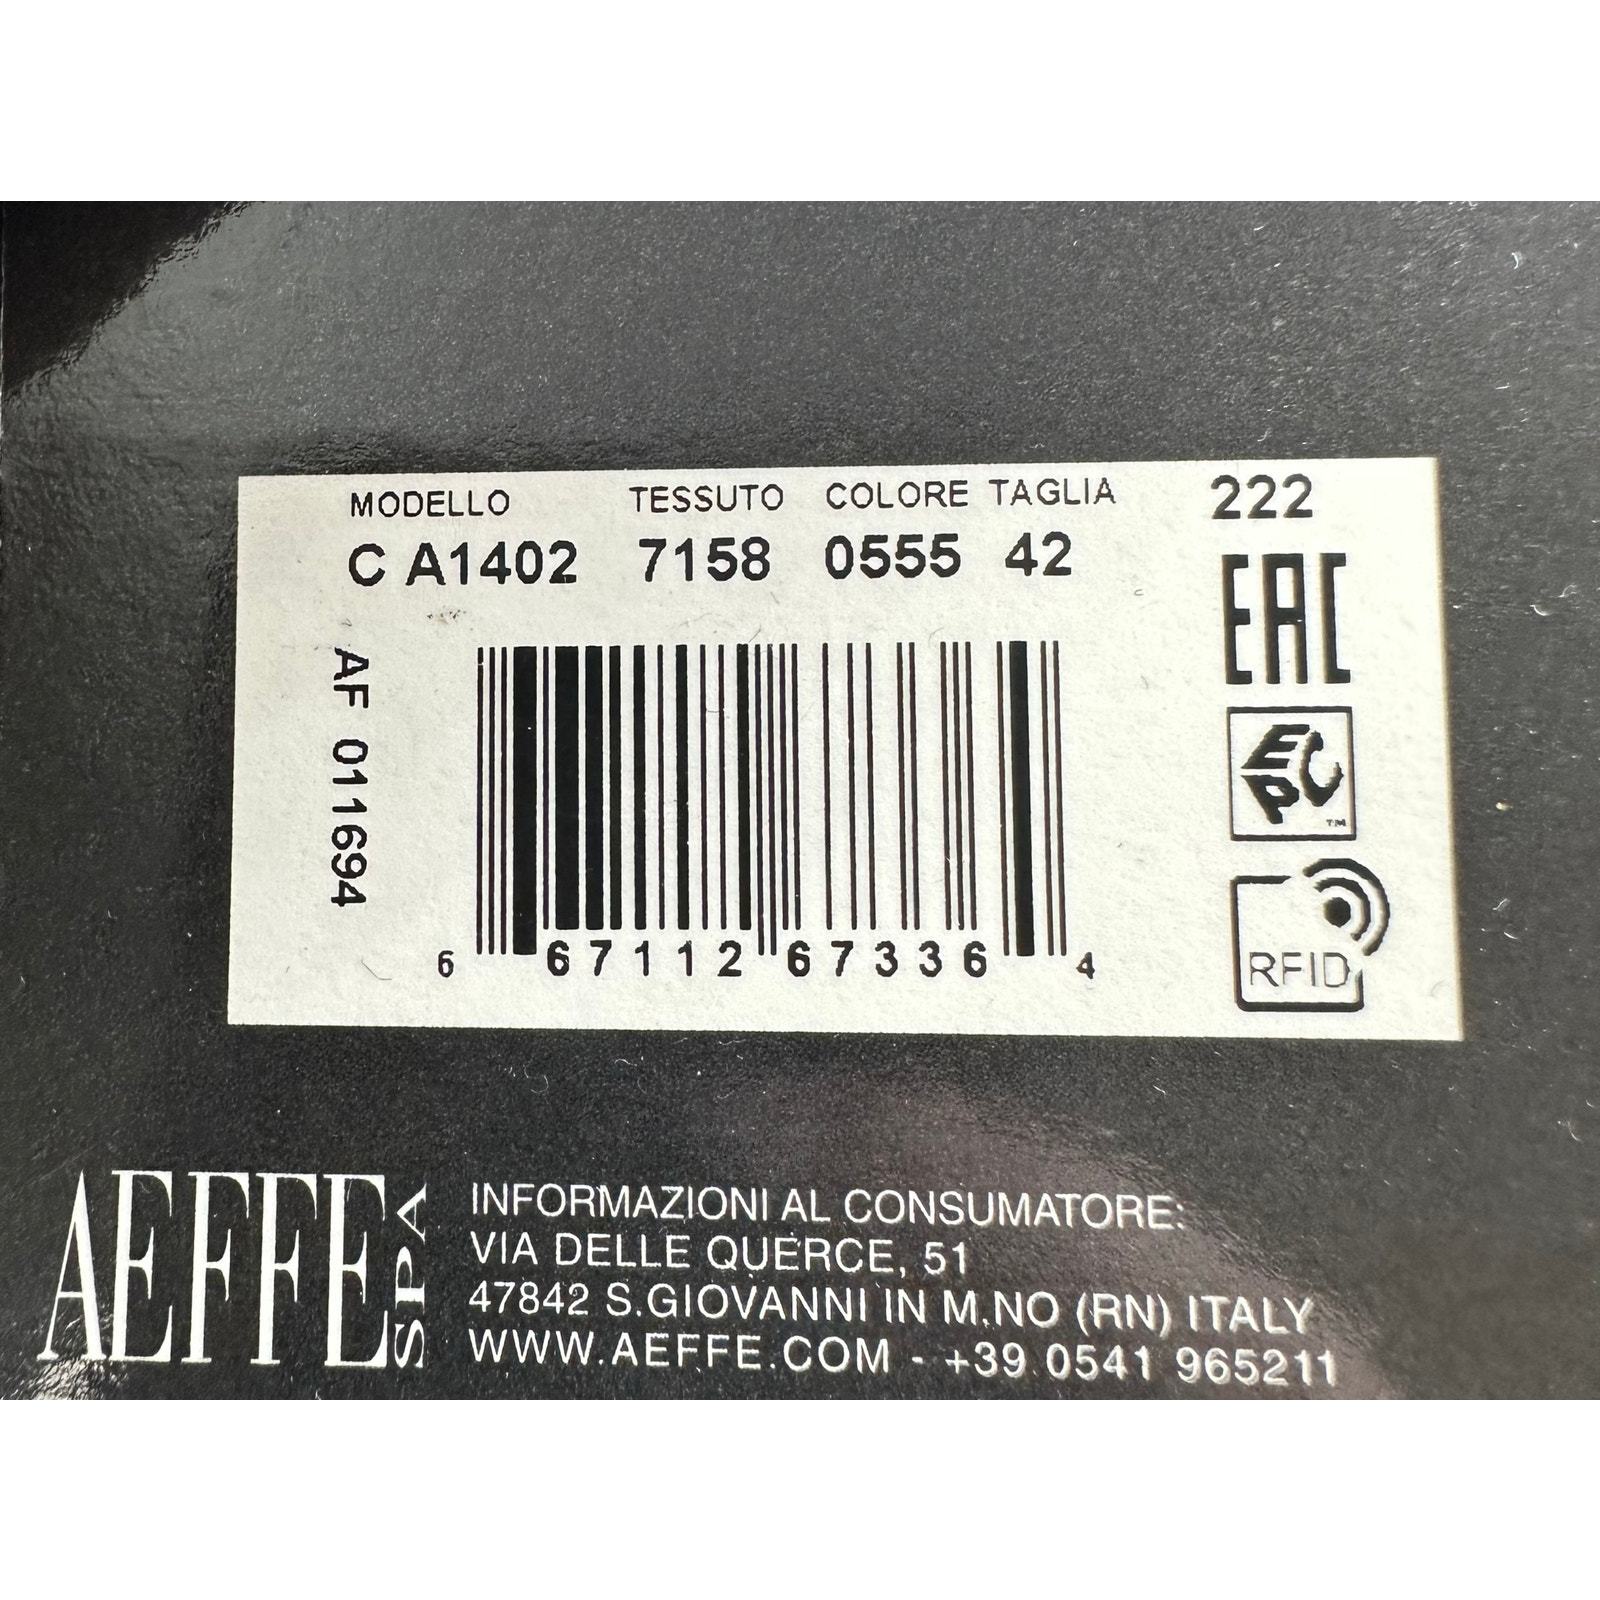 MODELLO TESSUTO COLORE TAGLIA 222
C A1402 7158 0555 42
EAC
AF 011694
ECP™
6 67112 67336 4
RFID
AEFFE SPA
INFORMAZIONI AL CONSUMATORE:
VIA DELLE QUERCE, 51
47842 S.GIOVANNI IN M.NO (RN) ITALY
WWW.AEFFE.COM - +39 0541 965211